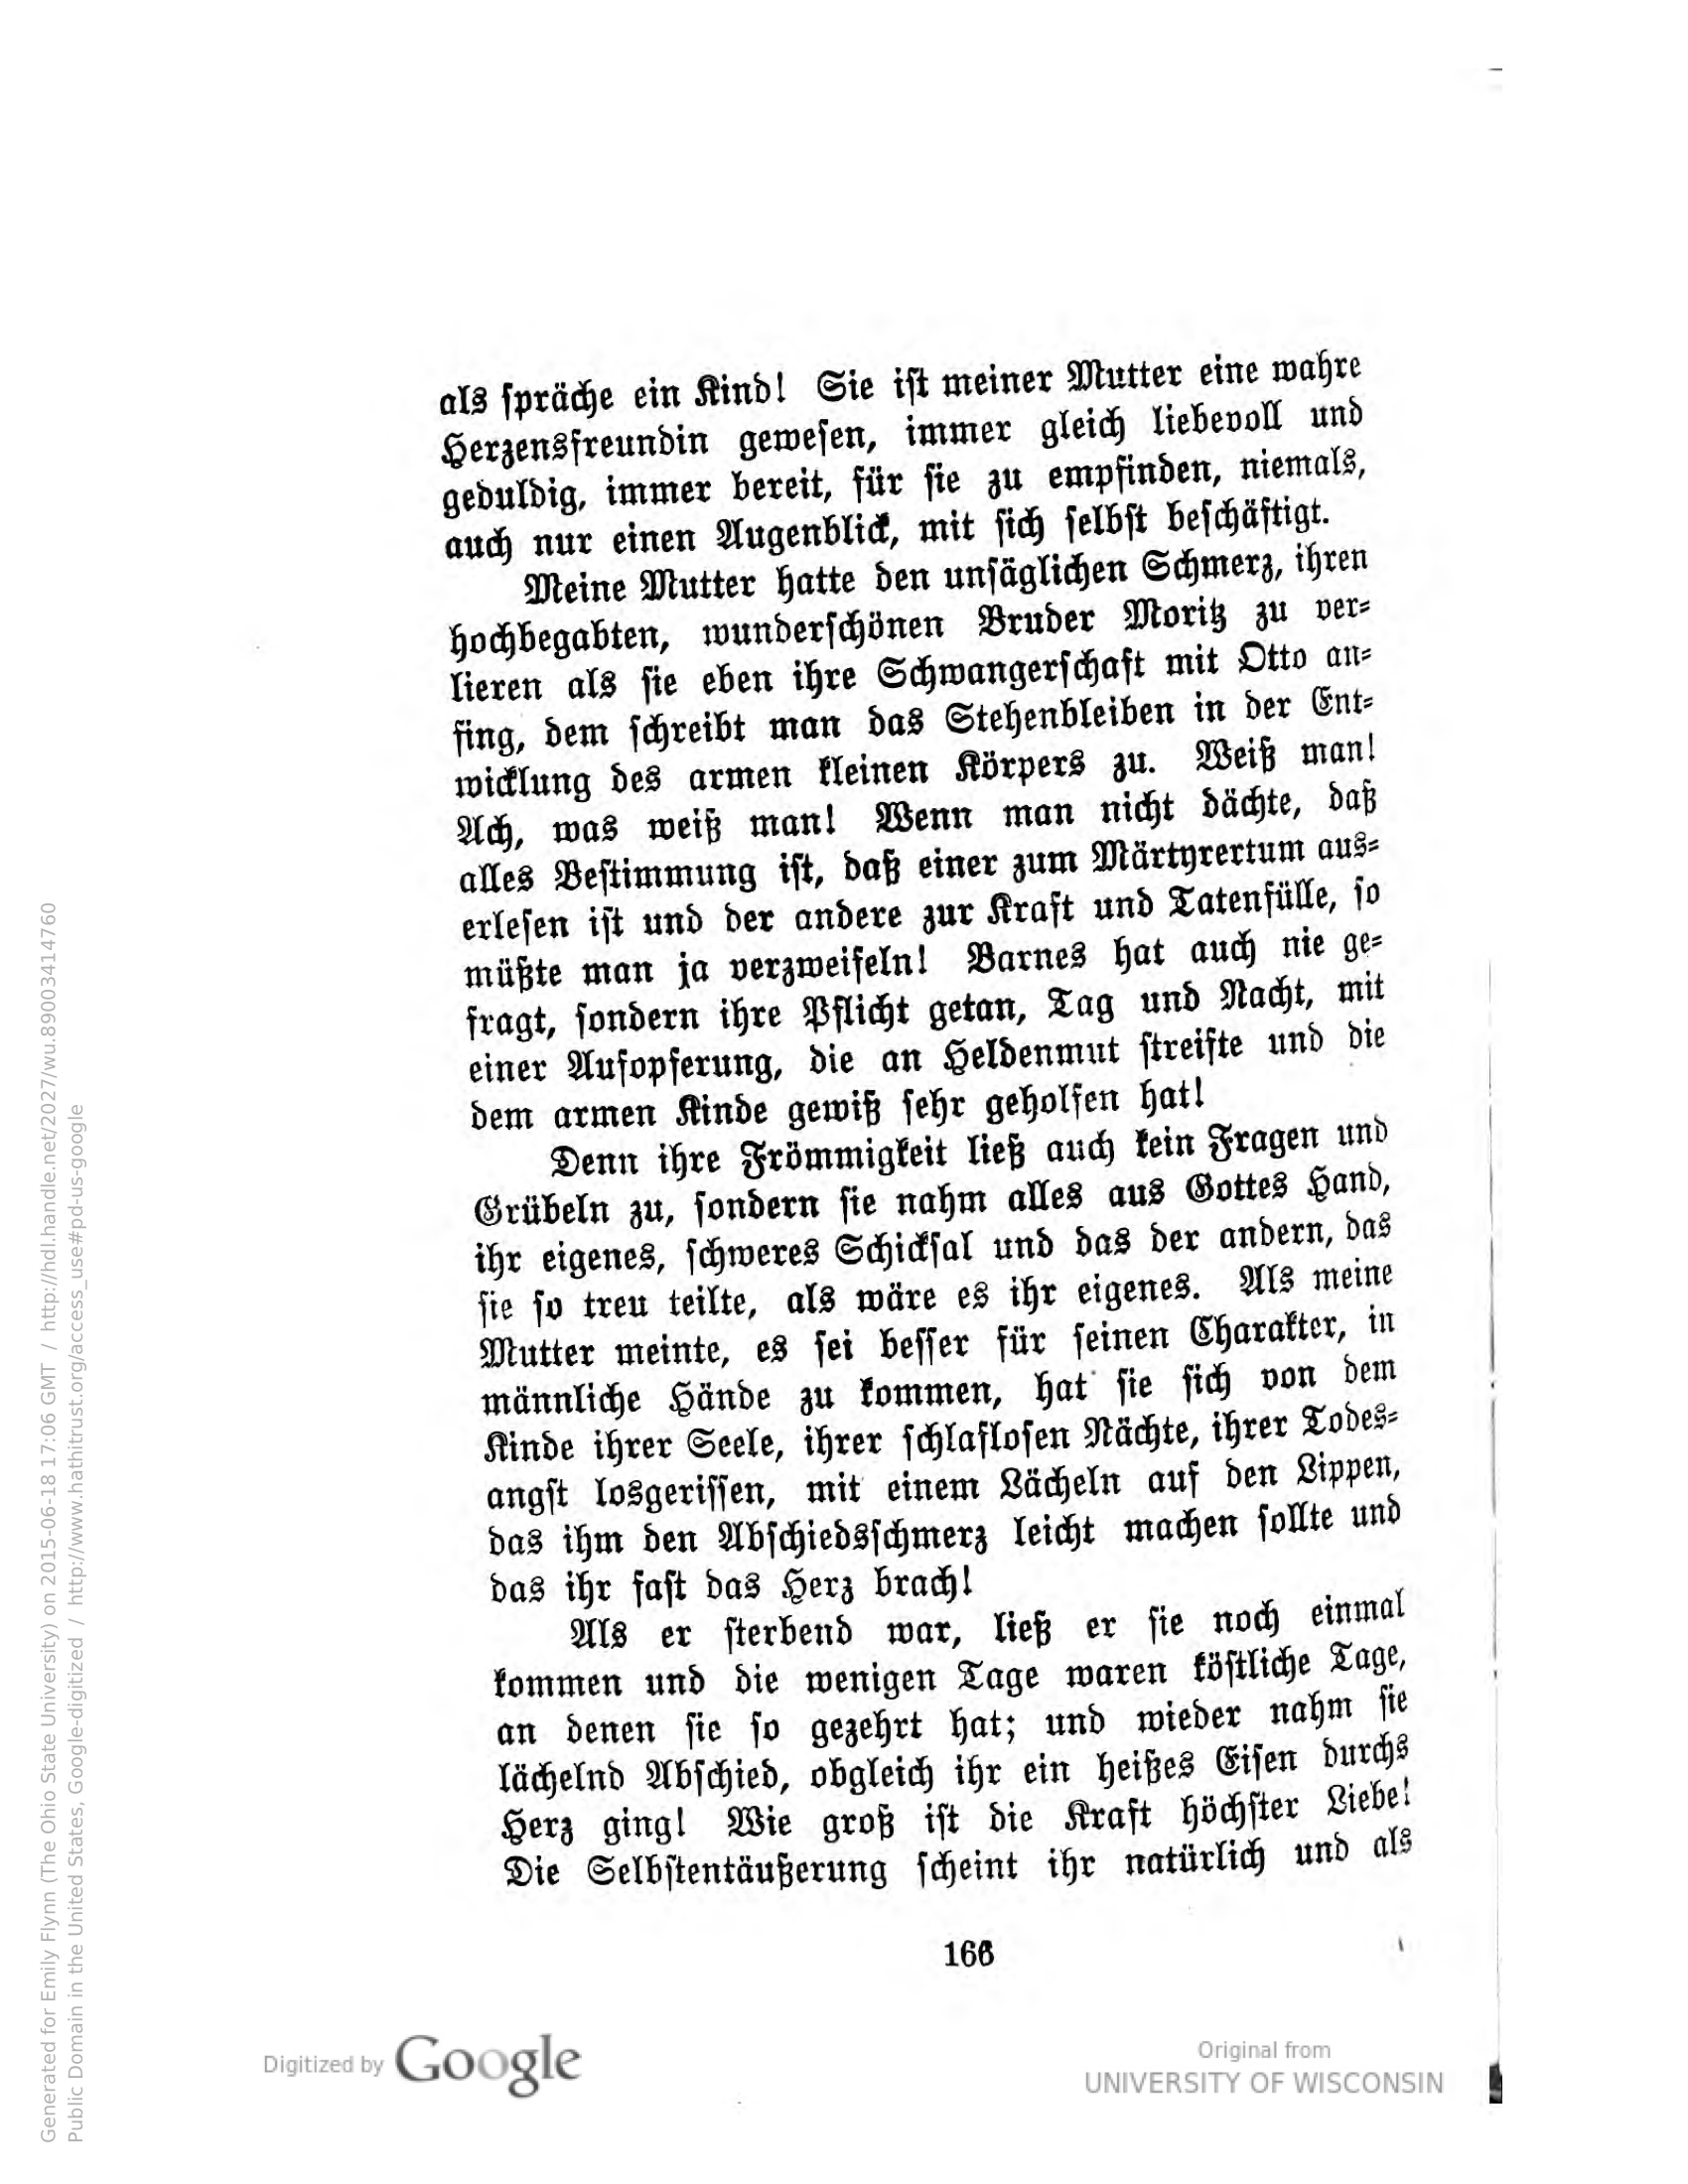 als spräche ein Kind! Sie ist meiner Mutter eine wahre
Herzensfreundin gewesen, immer gleich liebevoll und
geduldig, immer bereit, für sie zu empfinden, niemals,
auch nur einen Augenblick, mit sich selbst beschäftigt.
Meine Mutter hatte den unsäglichen Schmerz, ihren
hochbegabten, wunderschönen Bruder Moritz zu ver-
lieren als sie eben ihre Schwangerschaft mit Otto an-
fing, dem schreibt man das Stehenbleiben in der Ent-
wicklung des armen kleinen Körpers zu. Weiß man!
Ach, was weiß man! Wenn man nicht dächte, daß
alles Bestimmung ist, daß einer zum Märtyrertum aus-
erlesen ist und der andere zur Kraft und Tatenfülle, so
müßte man ja verzweifeln! Barnes hat auch nie ge-
fragt, sondern ihre Pflicht getan, Tag und Nacht, mit
einer Aufopferung, die an Heldenmut streifte und die
dem armen Kinde gewiß sehr geholfen hat!
Denn ihre Frömmigkeit ließ auch kein Fragen und
Grübeln zu, sondern sie nahm alles aus Gottes Hand,
ihr eigenes, schweres Schicksal und das der andern, das
sie so treu teilte, als wäre es ihr eigenes. Als meine
Mutter meinte, es sei besser für seinen Charakter, in
männliche Hände zu kommen, hat sie sich von dem
Kinde ihrer Seele, ihrer schlaflosen Nächte, ihrer Todes-
angst losgerissen, mit einem Lächeln auf den Lippen,
das ihm den Abschiedsschmerz leicht machen sollte und
das ihr fast das Herz brach!
Als er sterbend war, ließ er sie noch einmal
kommen und die wenigen Tage waren köstliche Tage,
an denen sie so gezehrt hat; und wieder nahm sie
lächelnd Abschied, obgleich ihr ein heißes Eisen durchs
Herz ging! Wie groß ist die Kraft höchster Liebe!
Die Selbstentäußerung scheint ihr natürlich und als
166
Digitized by Google
Original from
UNIVERSITY OF WISCONSIN
Generated for Emily Flynn (The Ohio State University) on 2015-06-18 17:06 GMT / http://hdl.handle.net/2027/wu.89003414760
Public Domain in the United States, Google-digitized / http://www.hathitrust.org/access_use#pd-us-google